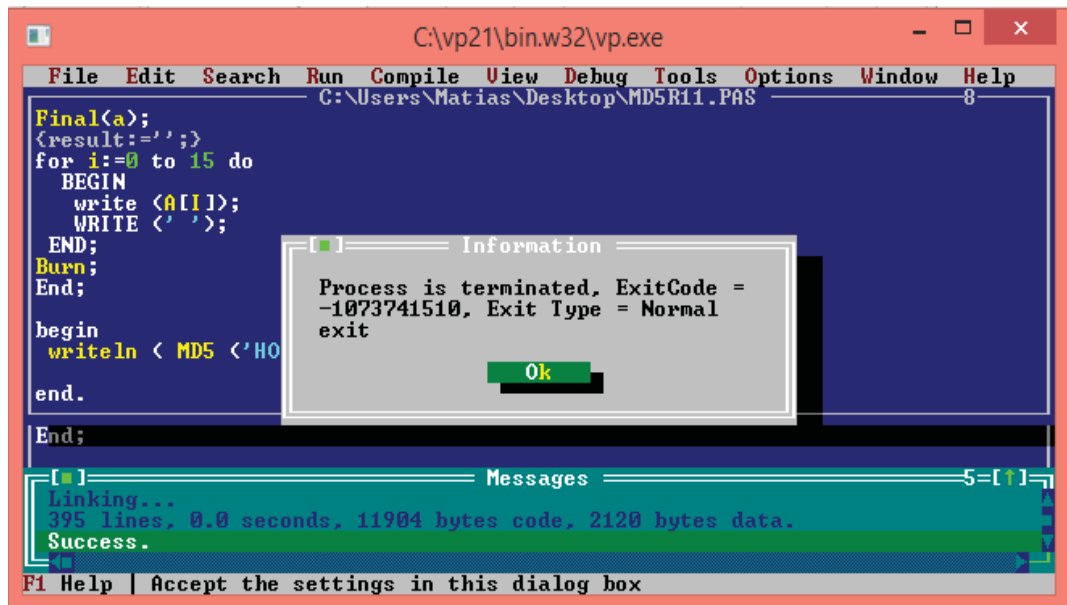 C:\vp21\bin.w32\vp.exe
File Edit Search Run Compile View Debug Tools Options Window Help
C:\Users\Matias\Desktop\MD5R11.PAS 8
Final(a);
{result:='';}
for i:=0 to 15 do
BEGIN
write (A[I]);
WRITE (' ');
END;
Burn;
End;
begin
writeln ( MD5 ('HO
end.
[■] Information
Process is terminated, ExitCode =
-1073741510, Exit Type = Normal
exit
Ok
End;
[■] Messages 5=[↑]
Linking...
395 lines, 0.0 seconds, 11904 bytes code, 2120 bytes data.
Success.
F1 Help | Accept the settings in this dialog box